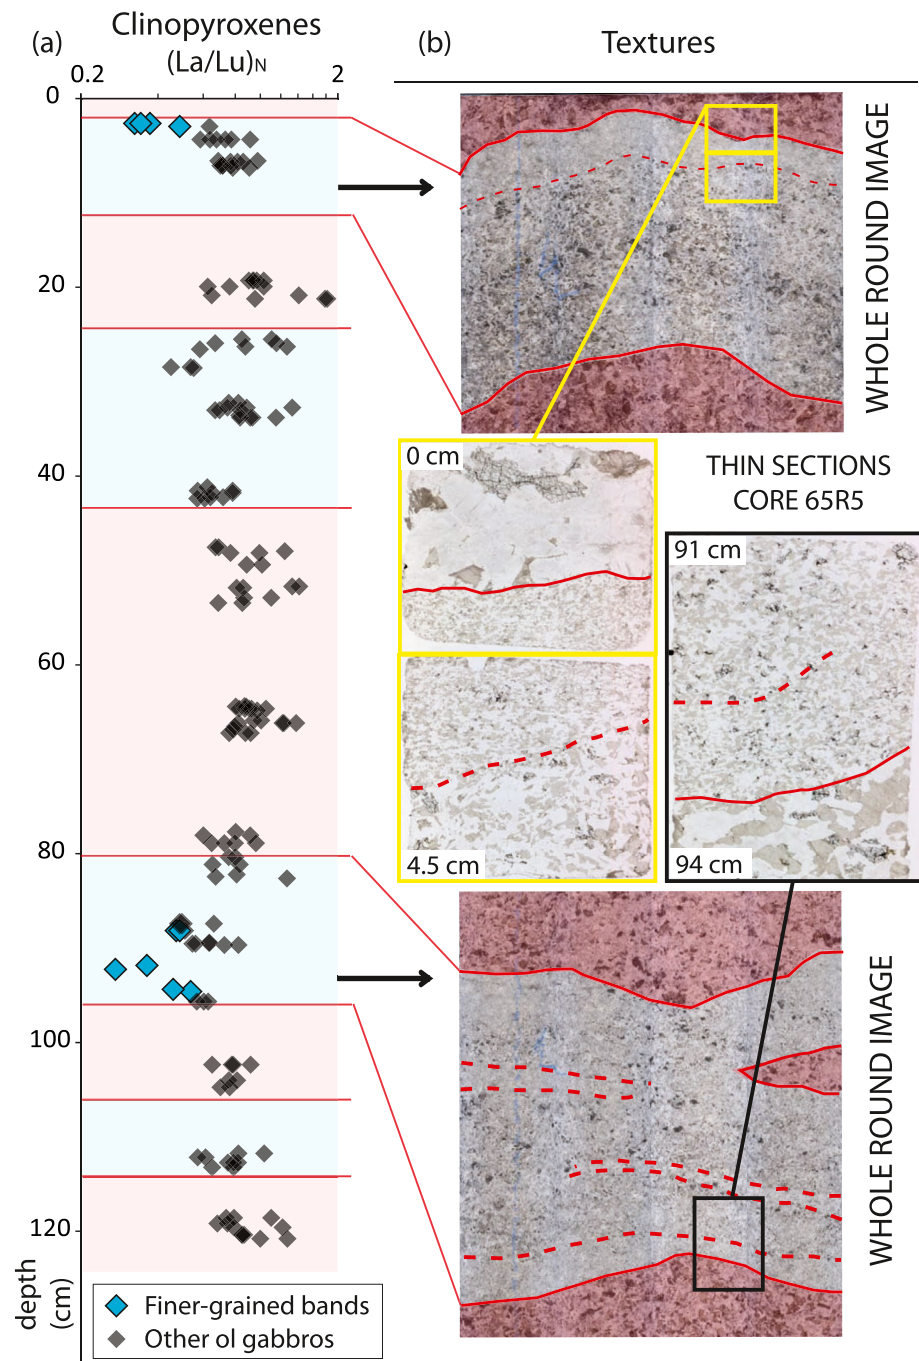 (a)
Clinopyroxenes
(La/Lu)N
0.2
2
0
20
40
60
80
100
120
depth
(cm)
Finer-grained bands
Other ol gabbros
(b)
Textures
WHOLE ROUND IMAGE
0 cm
4.5 cm
THIN SECTIONS
CORE 65R5
91 cm
94 cm
WHOLE ROUND IMAGE